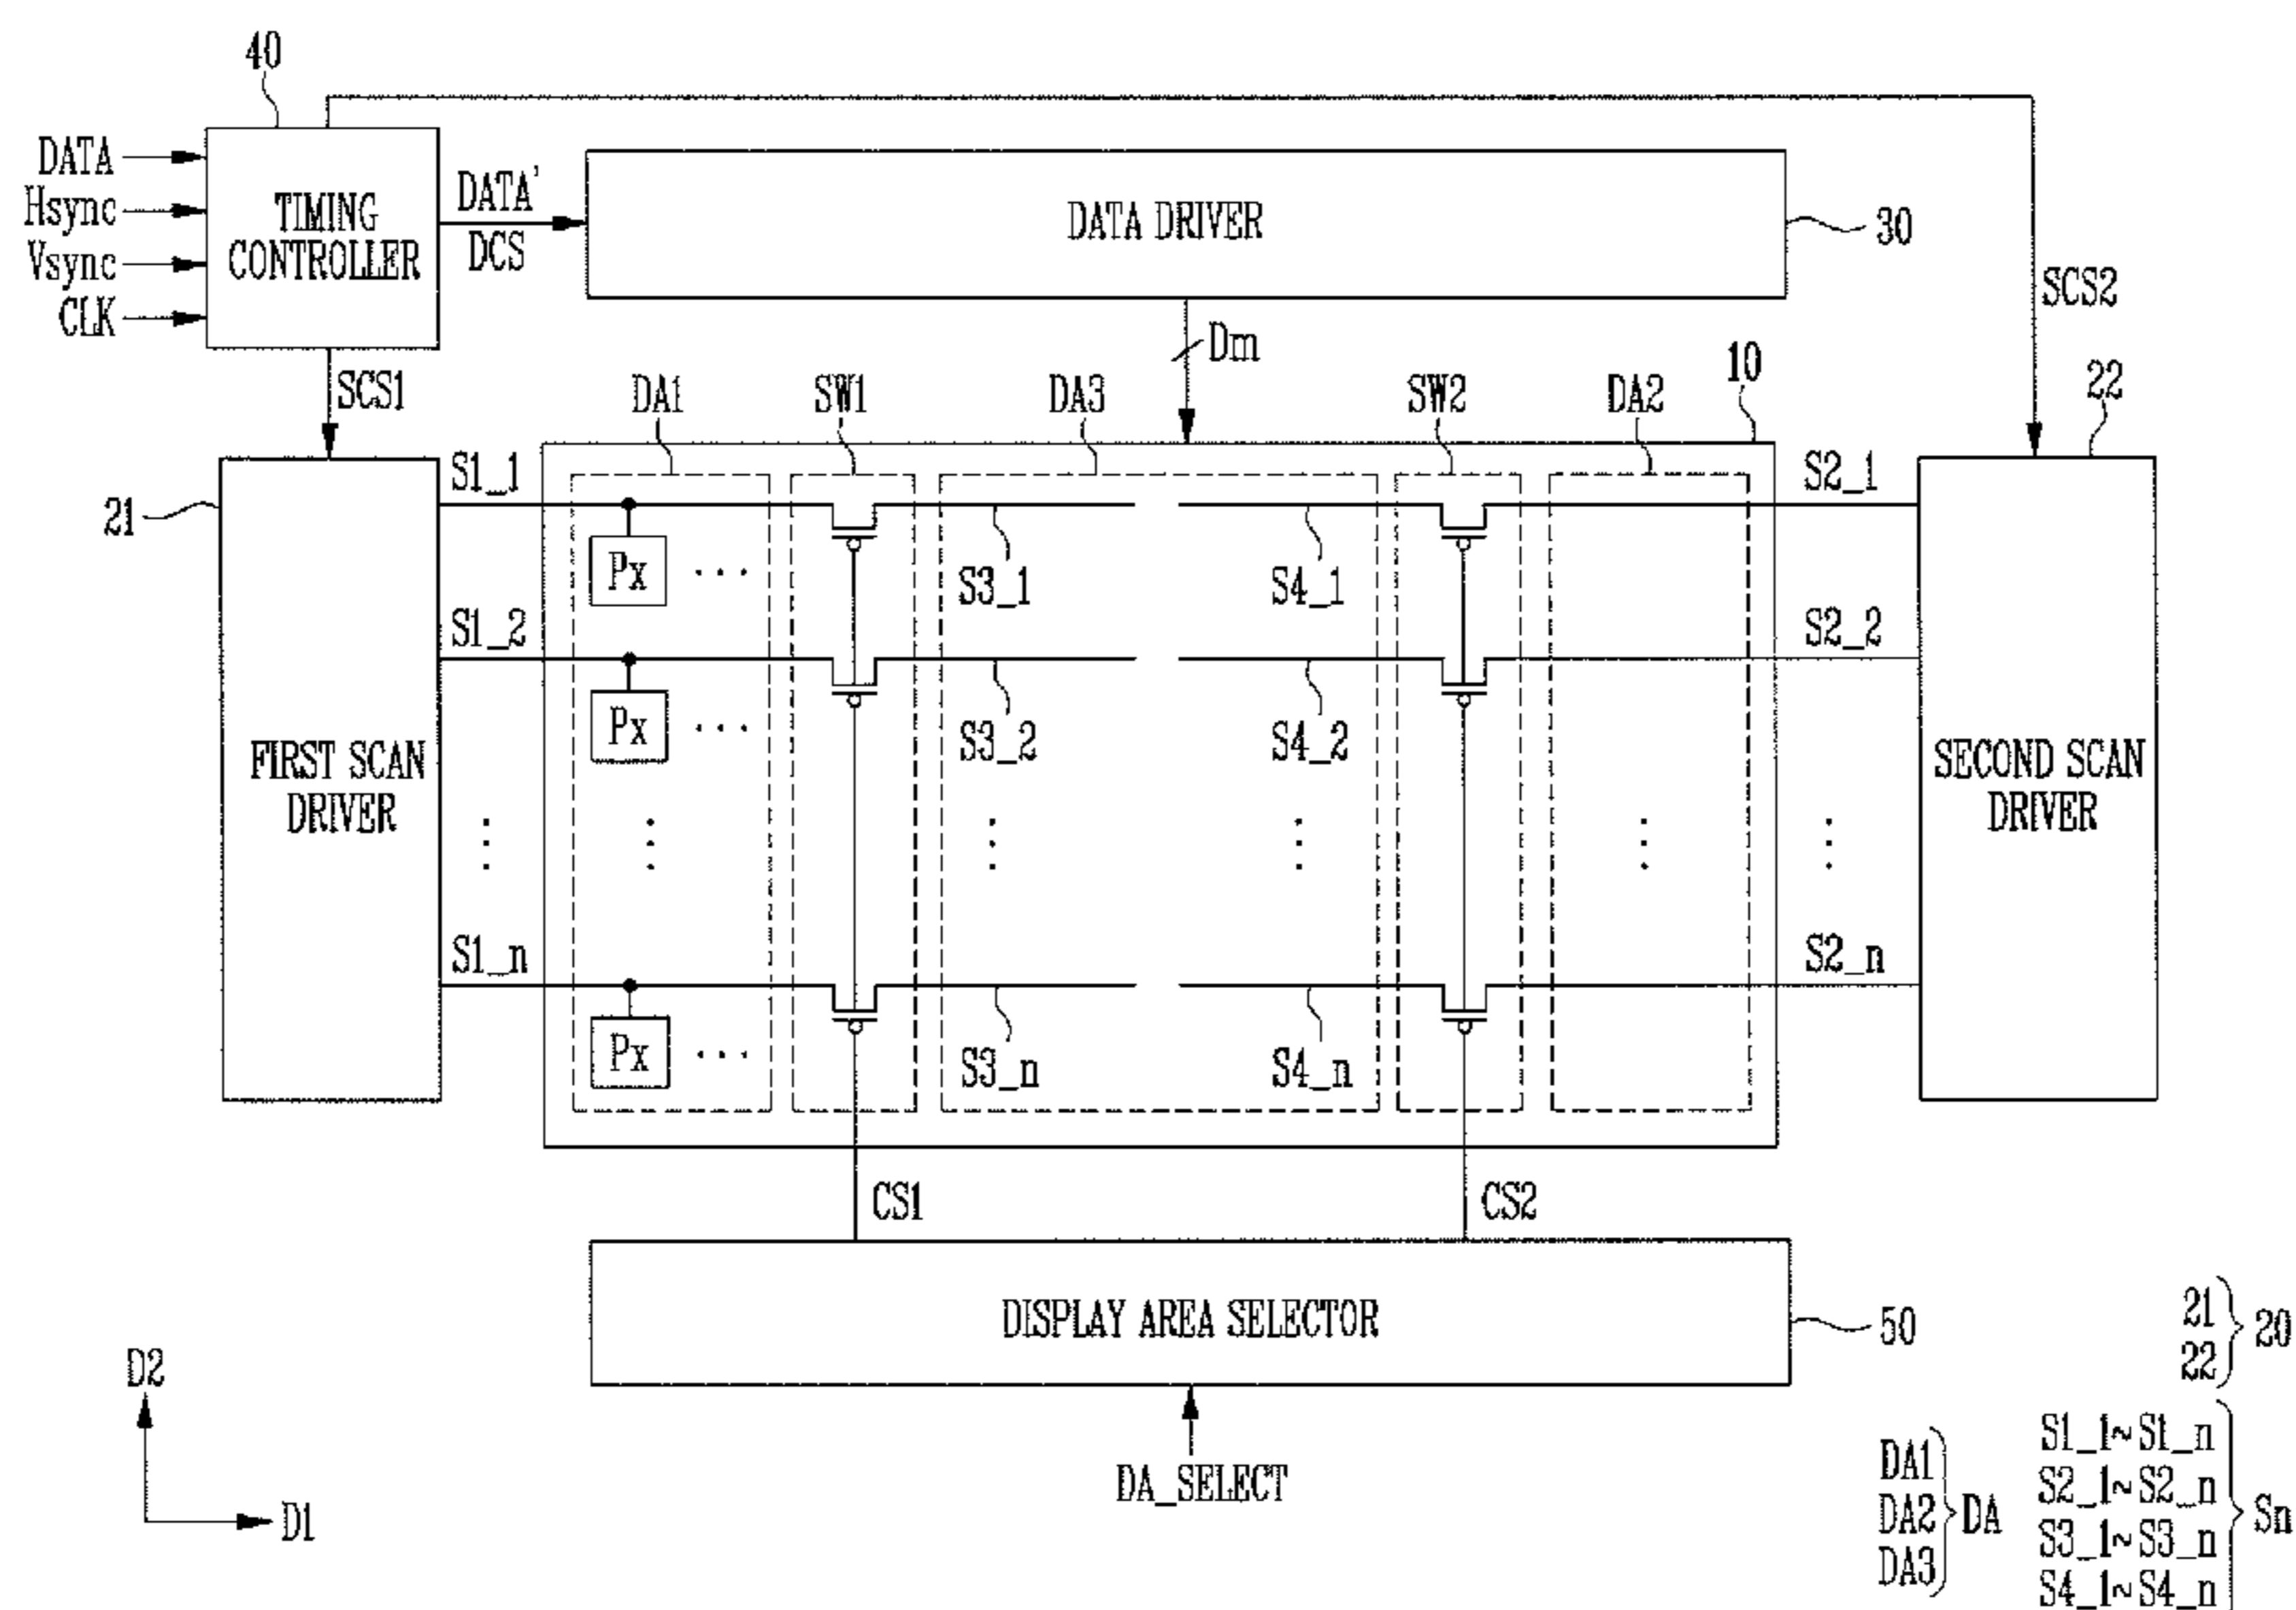 40
DATA
Hsync
Vsync
CLK
TIMING
CONTROLLER
DATA'
DCS
DATA DRIVER
30
SCS2
SCS1
Dm
10
22
DA1
SW1
DA3
SW2
DA2
21
S1_1
S2_1
Px
...
S3_1
S4_1
S1_2
S2_2
Px
...
S3_2
S4_2
FIRST SCAN
DRIVER
SECOND SCAN
DRIVER
S1_n
S2_n
Px
...
S3_n
S4_n
CS1
CS2
DISPLAY AREA SELECTOR
50
DA_SELECT
D2
D1
21
22
20
DA1
DA2
DA3
DA
S1_1~S1_n
S2_1~S2_n
S3_1~S3_n
S4_1~S4_n
Sn